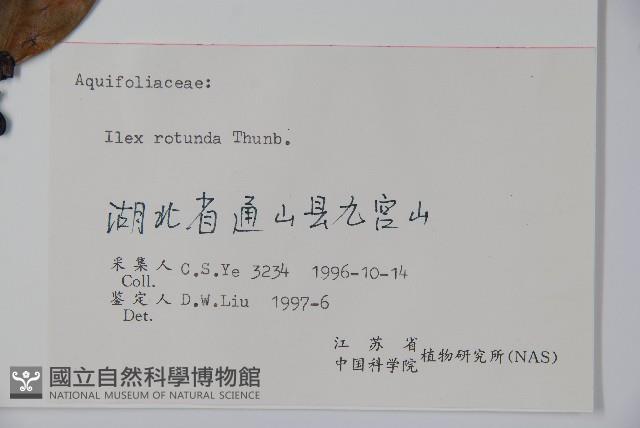 Aquifoliaceae:
Ilex rotunda Thunb.
湖北省通山县九宫山
采集人 C.S.Ye 3234 1996-10-14
Coll.
鉴定人 D.W.Liu 1997-6
Det.
江苏省
中国科学院 植物研究所(NAS)
國立自然科學博物館
NATIONAL MUSEUM OF NATURAL SCIENCE